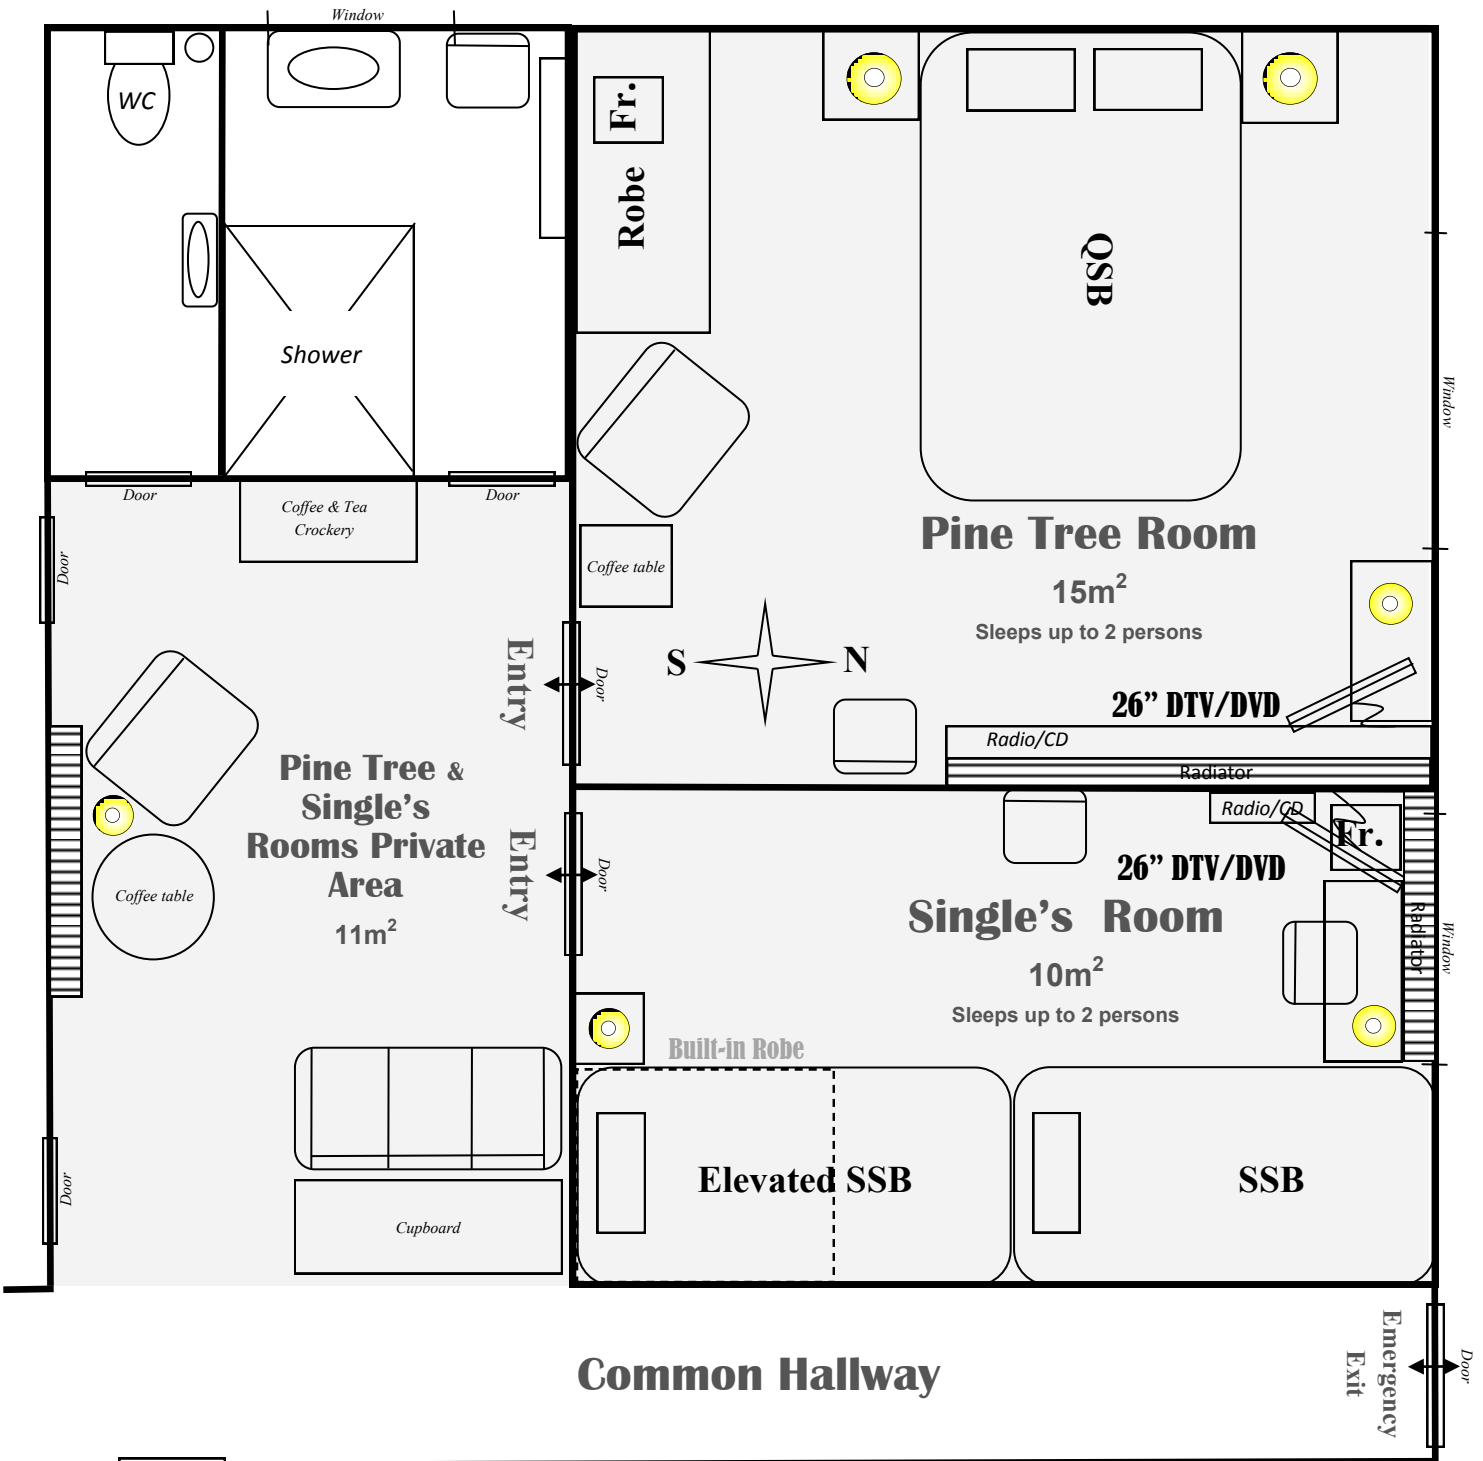 Window
WC
Fr.
Robe
QSB
Window
Shower
Door
Door
Coffee & Tea
Crockery
Door
Coffee table
Pine Tree Room
15m²
Sleeps up to 2 persons
Entry
Door
S
N
26” DTV/DVD
Radio/CD
Radiator
Pine Tree &
Single’s
Rooms Private
Area
11m²
Coffee table
Entry
Door
Radio/CD
Fr.
26” DTV/DVD
Single’s Room
10m²
Sleeps up to 2 persons
Radiator
Window
Built-in Robe
Elevated SSB
SSB
Door
Cupboard
Common Hallway
Emergency
Exit
Door